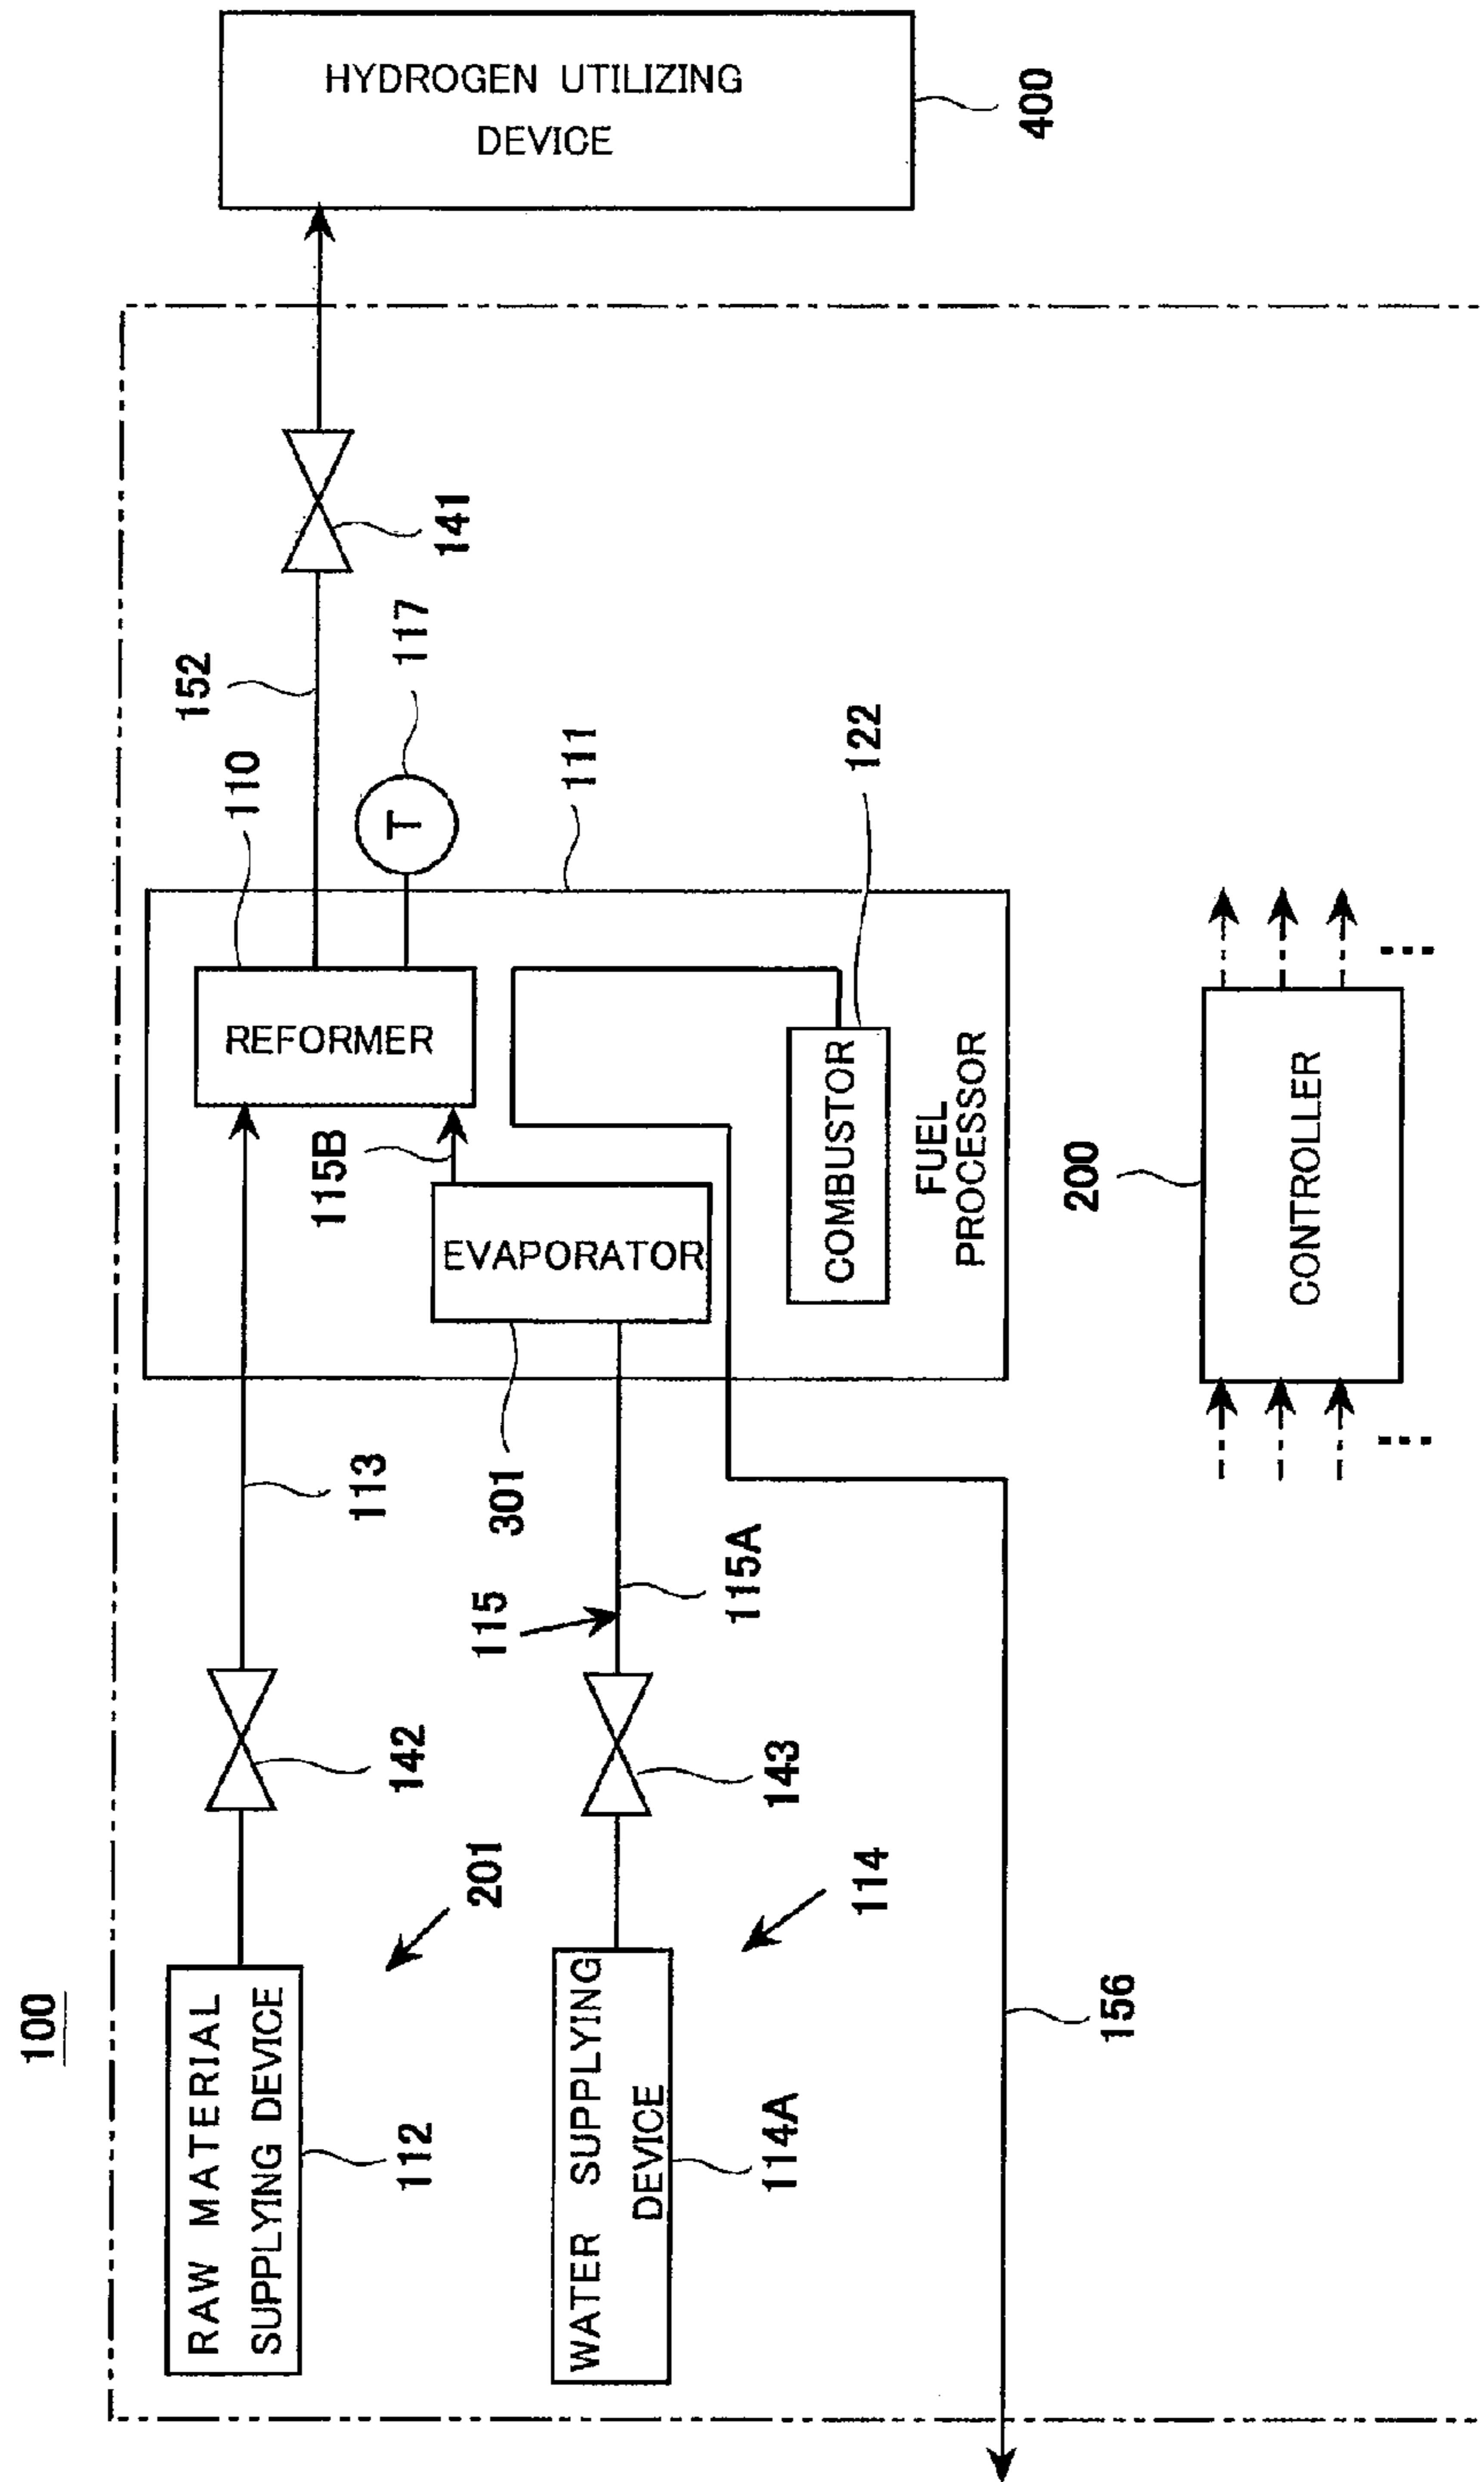 100
RAW MATERIAL
SUPPLYING DEVICE
112
201
142
113
WATER SUPPLYING
DEVICE
114A
114
143
115
115A
301
EVAPORATOR
115B
REFORMER
110
COMBUSTOR
122
FUEL
PROCESSOR
111
T
117
152
141
HYDROGEN UTILIZING
DEVICE
400
156
200
CONTROLLER